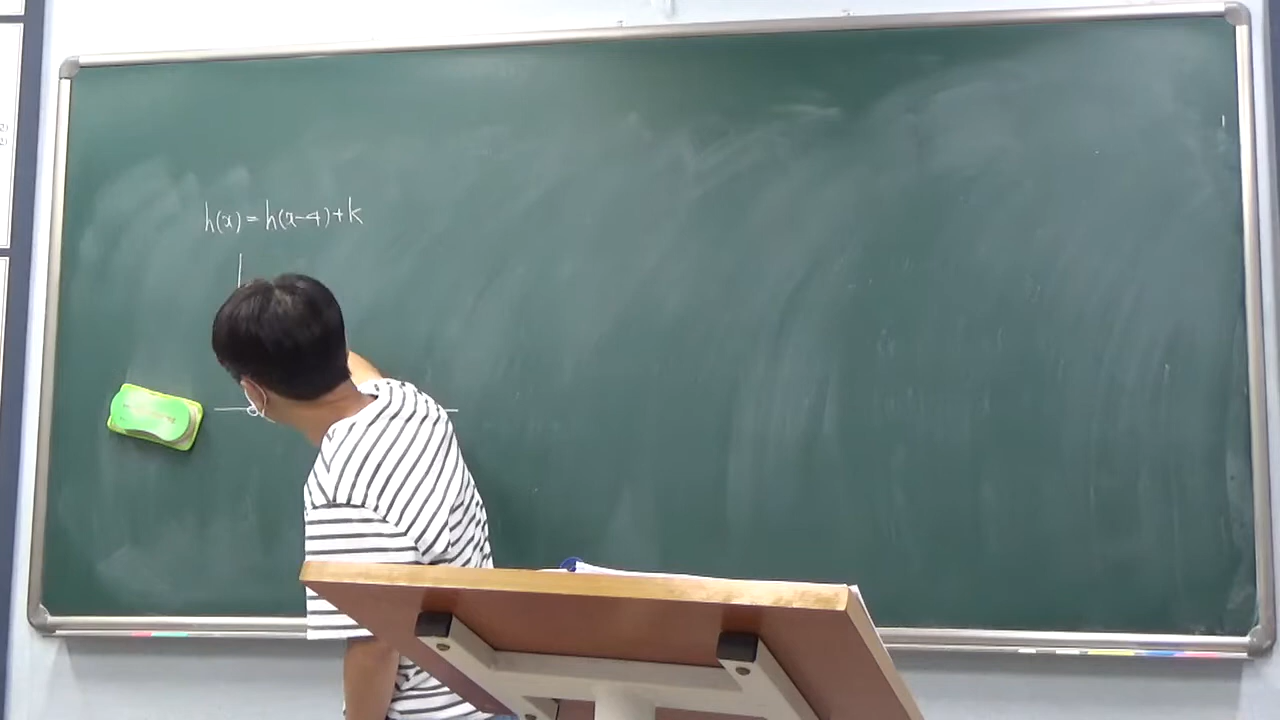 h(x) = h(x-4)+k